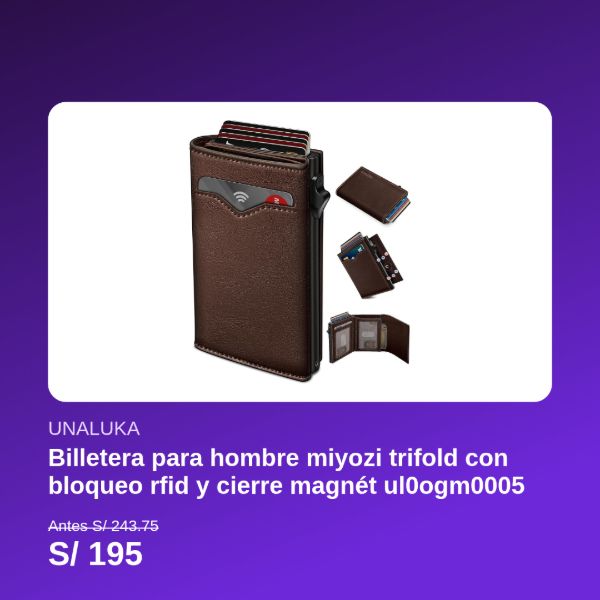 UNALUKA
Billetera para hombre miyozi trifold con
bloqueo rfid y cierre magnét ul0ogm0005
Antes S/ 243.75
S/ 195